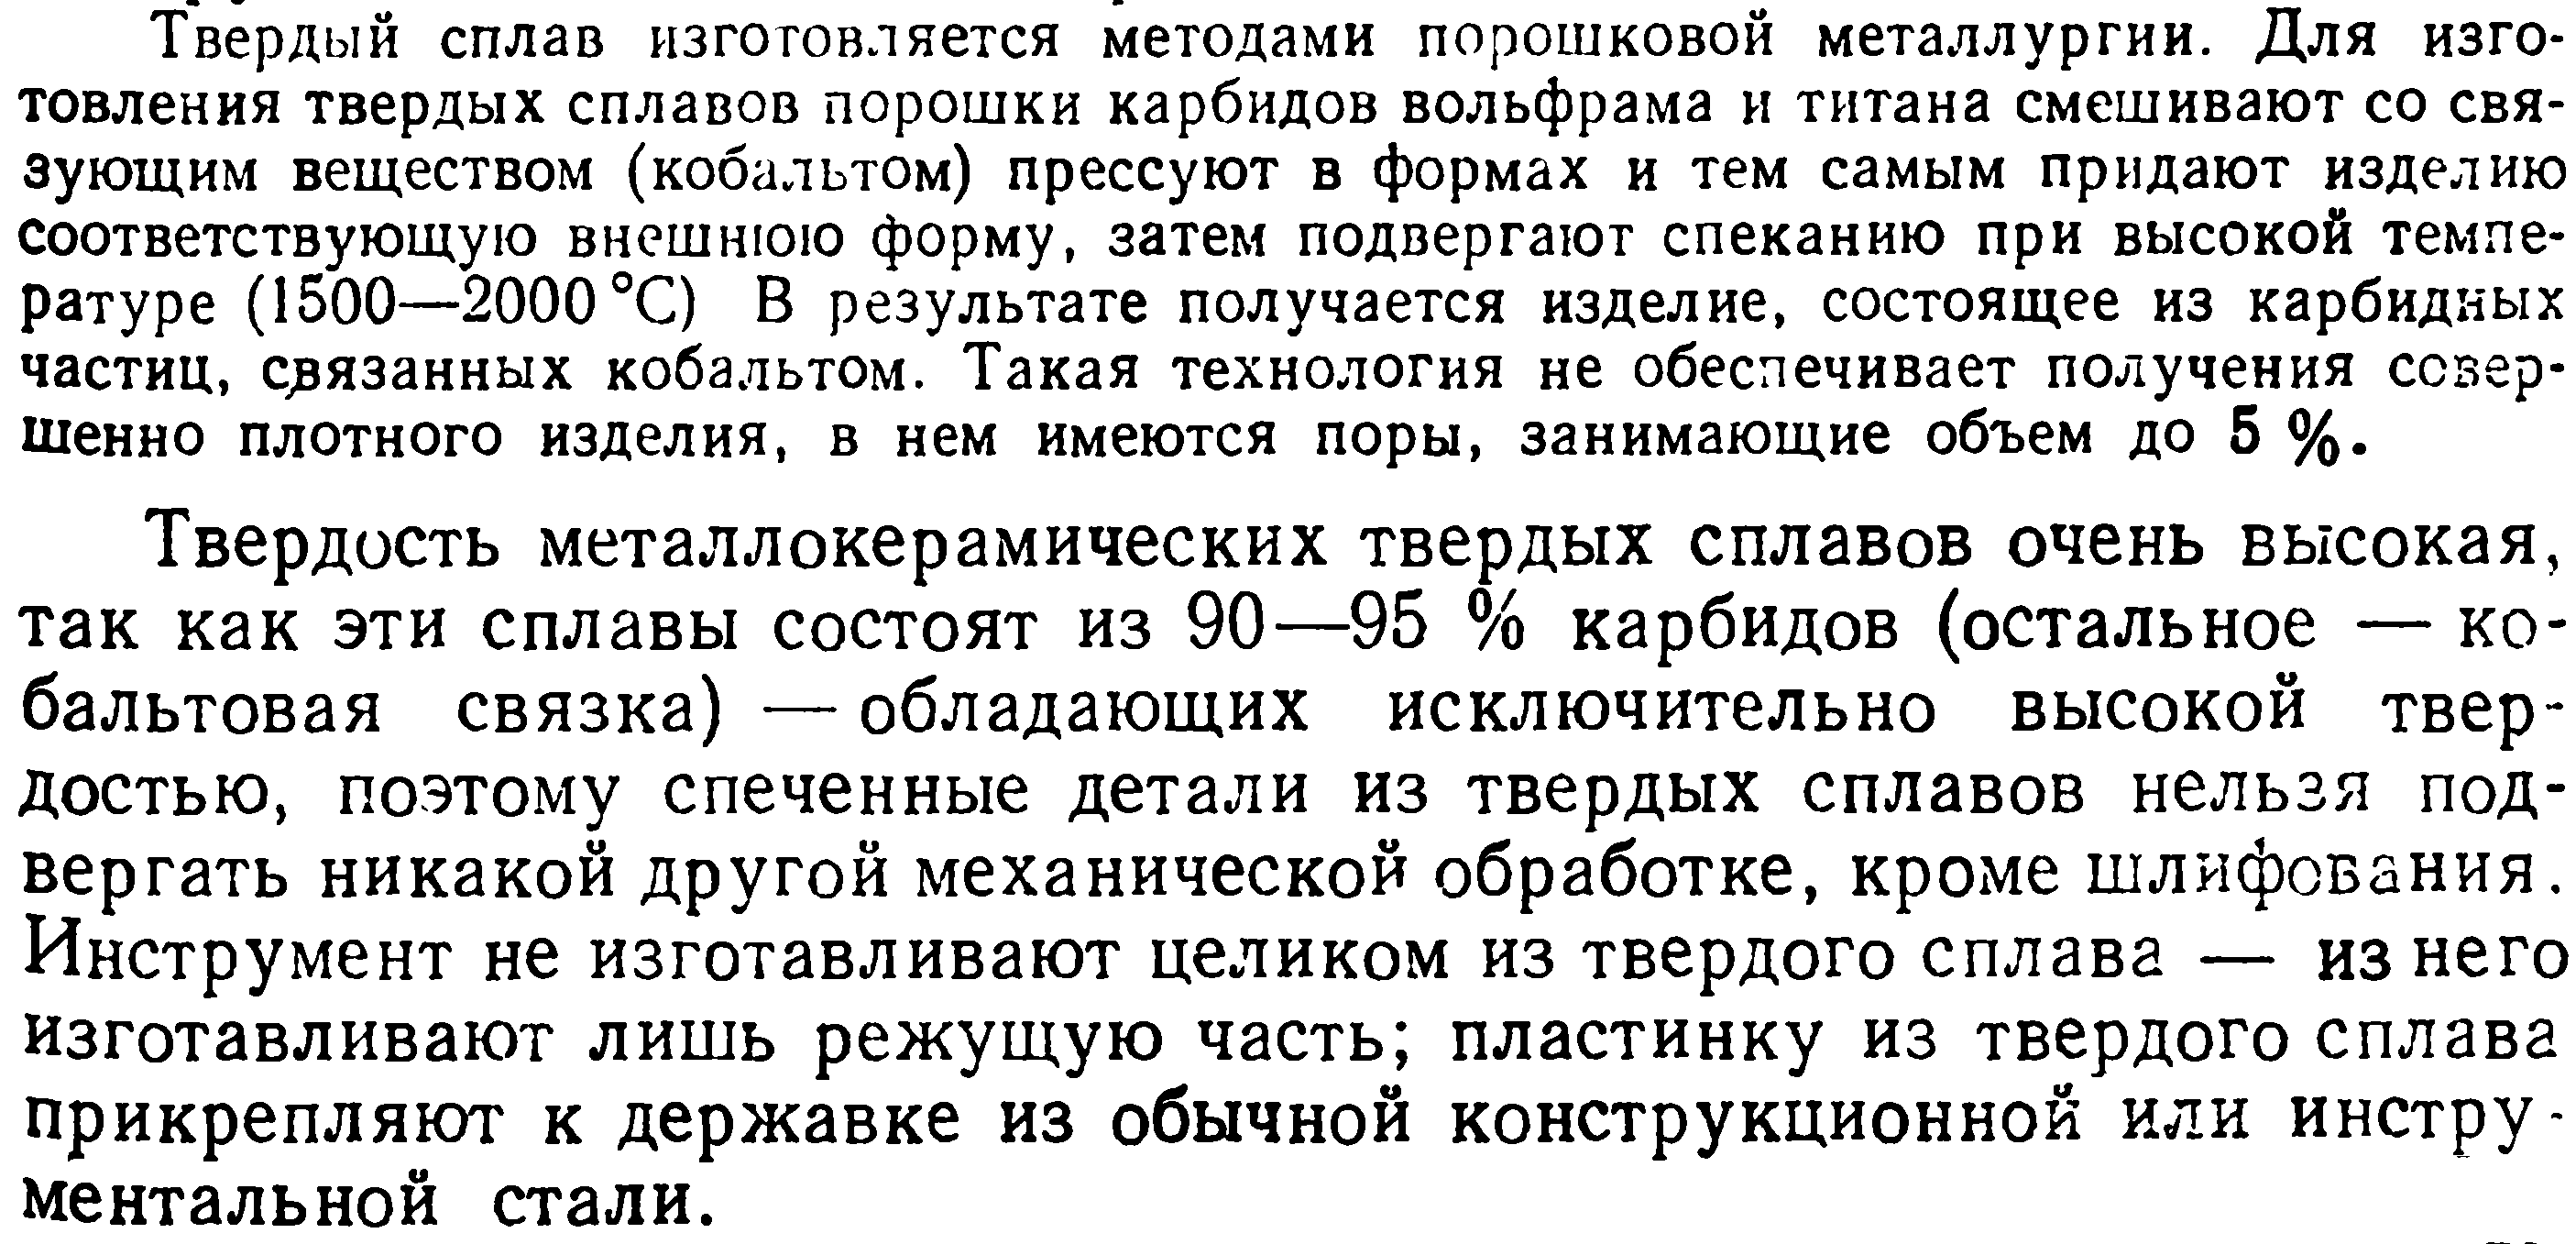 Твердый сплав изготовляется методами порошковой металлургии. Для изго-
товления твердых сплавов порошки карбидов вольфрама и титана смешивают со свя-
зующим веществом (кобальтом) прессуют в формах и тем самым придают изделию
соответствующую внешнюю форму, затем подвергают спеканию при высокой темпе-
ратуре (1500—2000 °С) В результате получается изделие, состоящее из карбидных
частиц, связанных кобальтом. Такая технология не обеспечивает получения совер-
шенно плотного изделия, в нем имеются поры, занимающие объем до 5 %.
Твердость металлокерамических твердых сплавов очень высокая,
так как эти сплавы состоят из 90—95 % карбидов (остальное — ко-
бальтовая связка) — обладающих исключительно высокой твер-
достью, поэтому спеченные детали из твердых сплавов нельзя под-
вергать никакой другой механической обработке, кроме шлифования.
Инструмент не изготавливают целиком из твердого сплава — из него
изготавливают лишь режущую часть; пластинку из твердого сплава
прикрепляют к державке из обычной конструкционной или инстру-
ментальной стали.